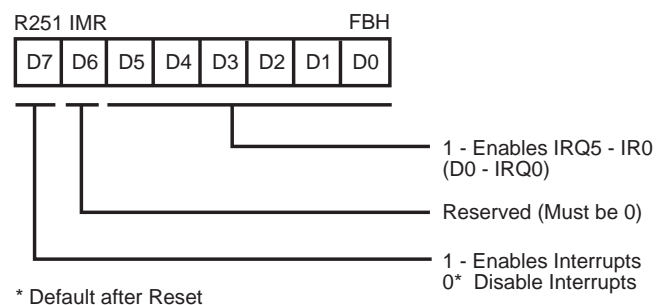 R251 IMR FBH
D7 D6 D5 D4 D3 D2 D1 D0
1 - Enables IRQ5 - IR0
(D0 - IRQ0)
Reserved (Must be 0)
1 - Enables Interrupts
0* Disable Interrupts
* Default after Reset